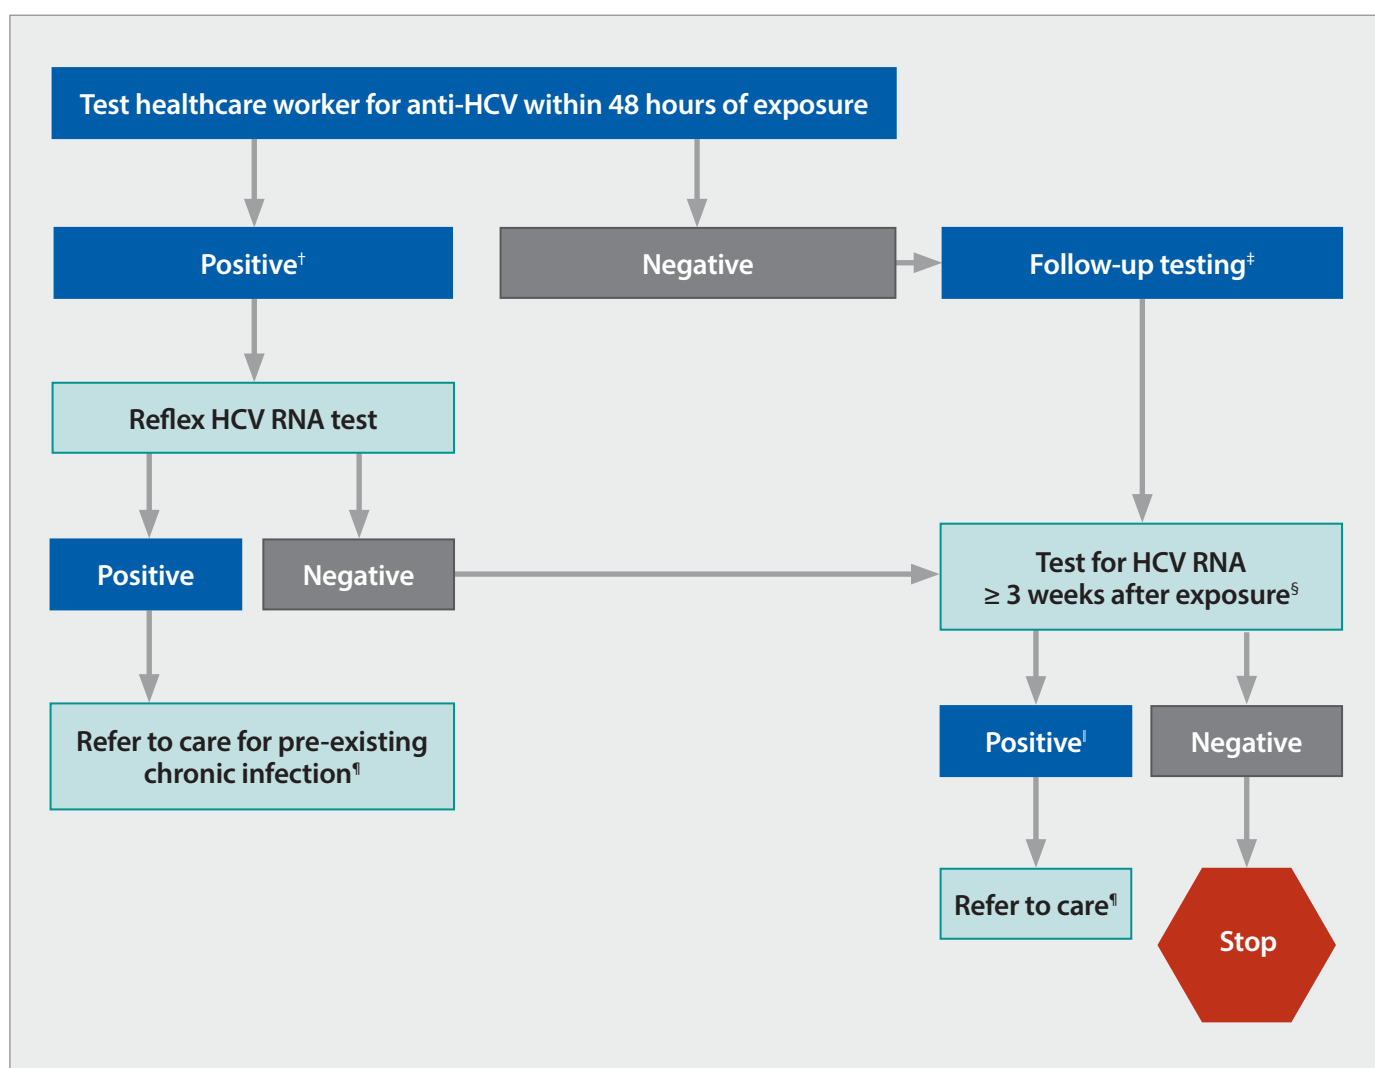 Test healthcare worker for anti-HCV within 48 hours of exposure
Positive†
Negative
Follow-up testing‡
Reflex HCV RNA test
Positive
Negative
Test for HCV RNA
≥ 3 weeks after exposure§
Refer to care for pre-existing
chronic infection¶
Positive‖
Negative
Refer to care¶
Stop